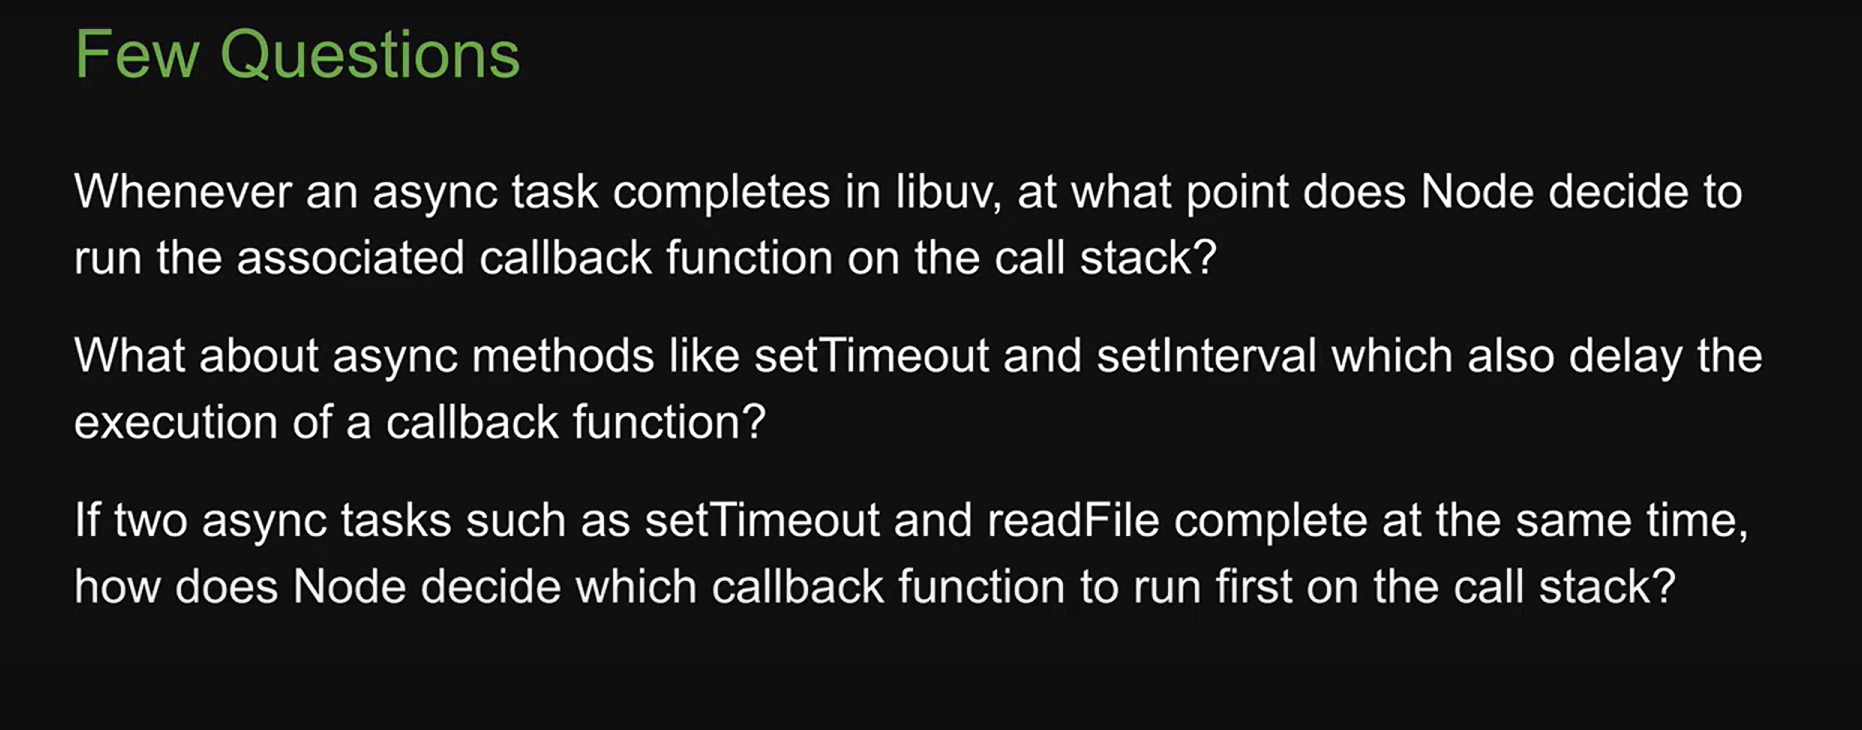 Few Questions
Whenever an async task completes in libuv, at what point does Node decide to
run the associated callback function on the call stack?
What about async methods like setTimeout and setInterval which also delay the
execution of a callback function?
If two async tasks such as setTimeout and readFile complete at the same time,
how does Node decide which callback function to run first on the call stack?